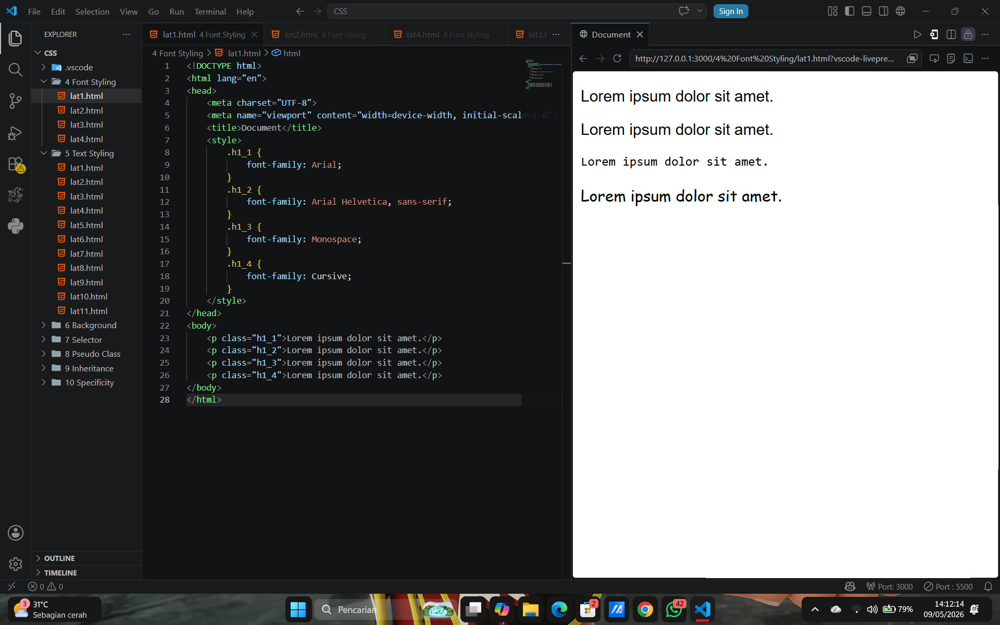 File Edit Selection View Go Run Terminal Help
CSS
Sign In
EXPLORER
CSS
.vscode
4 Font Styling
lat1.html
lat2.html
lat3.html
lat4.html
5 Text Styling
lat1.html
lat2.html
lat3.html
lat4.html
lat5.html
lat6.html
lat7.html
lat8.html
lat9.html
lat10.html
lat11.html
6 Background
7 Selector
8 Pseudo Class
9 Inheritance
10 Specificity
OUTLINE
TIMELINE
lat1.html 4 Font Styling
lat2.html 4 Font Styling
lat4.html 4 Font Styling
4 Font Styling > lat1.html > html
1 <!DOCTYPE html>
2 <html lang="en">
3 <head>
4 <meta charset="UTF-8">
5 <meta name="viewport" content="width=device-width, initial-scale=1.0">
6 <title>Document</title>
7 <style>
8 .h1_1 {
9 font-family: Arial;
10 }
11 .h1_2 {
12 font-family: Arial Helvetica, sans-serif;
13 }
14 .h1_3 {
15 font-family: Monospace;
16 }
17 .h1_4 {
18 font-family: Cursive;
19 }
20 </style>
21 </head>
22 <body>
23 <p class="h1_1">Lorem ipsum dolor sit amet.</p>
24 <p class="h1_2">Lorem ipsum dolor sit amet.</p>
25 <p class="h1_3">Lorem ipsum dolor sit amet.</p>
26 <p class="h1_4">Lorem ipsum dolor sit amet.</p>
27 </body>
28 </html>
Document
http://127.0.0.1:3000/4%20Font%20Styling/lat1.html?vscode-livepre...
Lorem ipsum dolor sit amet.
Lorem ipsum dolor sit amet.
Lorem ipsum dolor sit amet.
Lorem ipsum dolor sit amet.
0 0
Port: 3000
Port : 5500
3
31°C
Sebagian cerah
Pencarian
2
42
79%
14:12:14
09/05/2026